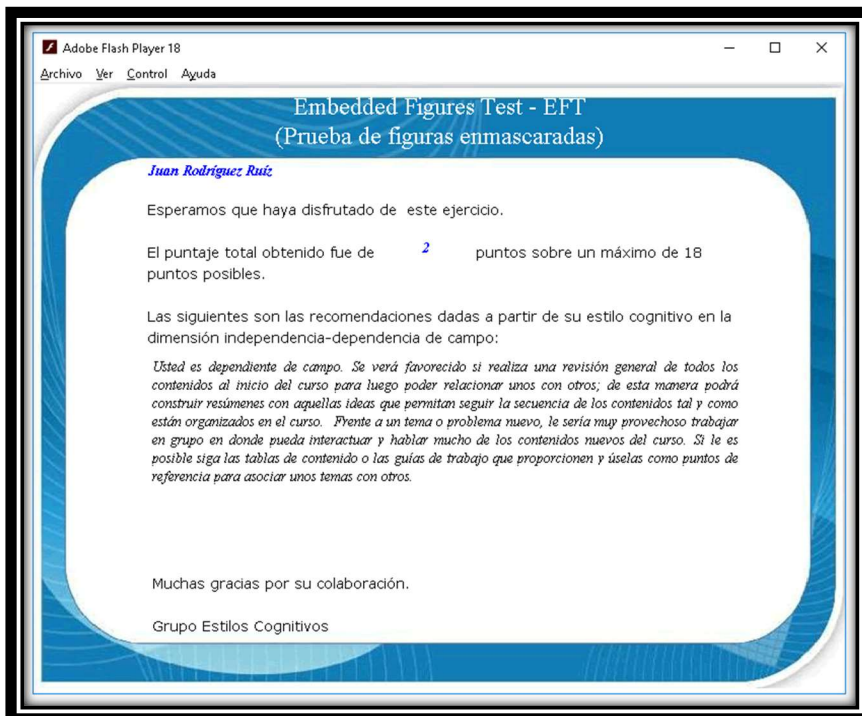 Adobe Flash Player 18
Archivo Ver Control Ayuda
Embedded Figures Test - EFT
(Prueba de figuras enmascaradas)
Juan Rodríguez Ruíz
Esperamos que haya disfrutado de este ejercicio.
El puntaje total obtenido fue de 2 puntos sobre un máximo de 18
puntos posibles.
Las siguientes son las recomendaciones dadas a partir de su estilo cognitivo en la
dimensión independencia-dependencia de campo:
Usted es dependiente de campo. Se verá favorecido si realiza una revisión general de todos los
contenidos al inicio del curso para luego poder relacionar unos con otros; de esta manera podrá
construir resúmenes con aquellas ideas que permitan seguir la secuencia de los contenidos tal y como
están organizados en el curso. Frente a un tema o problema nuevo, le sería muy provechoso trabajar
en grupo en donde pueda interactuar y hablar mucho de los contenidos nuevos del curso. Si le es
posible siga las tablas de contenido o las guías de trabajo que proporcionen y úselas como puntos de
referencia para asociar unos temas con otros.
Muchas gracias por su colaboración.
Grupo Estilos Cognitivos